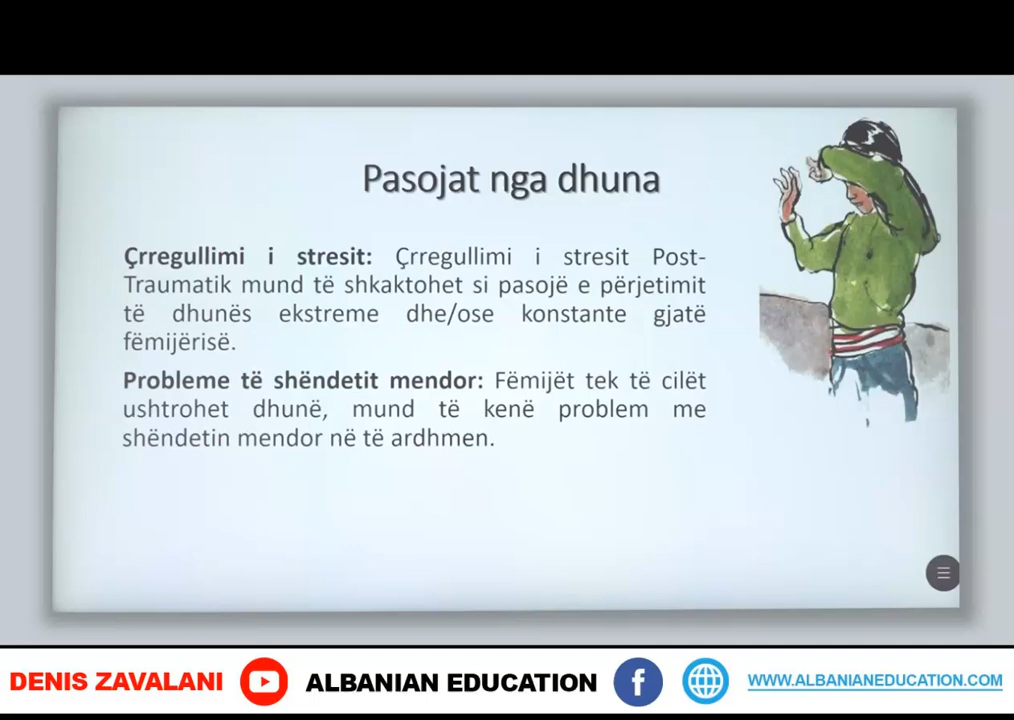 Pasojat nga dhuna
Çrregullimi i stresit: Çrregullimi i stresit Post-
Traumatik mund të shkaktohet si pasojë e përjetimit
të dhunës ekstreme dhe/ose konstante gjatë
fëmijërisë.
Probleme të shëndetit mendor: Fëmijët tek të cilët
ushtrohet dhunë, mund të kenë problem me
shëndetin mendor në të ardhmen.
DENIS ZAVALANI ALBANIAN EDUCATION f WWW.ALBANIANEDUCATION.COM